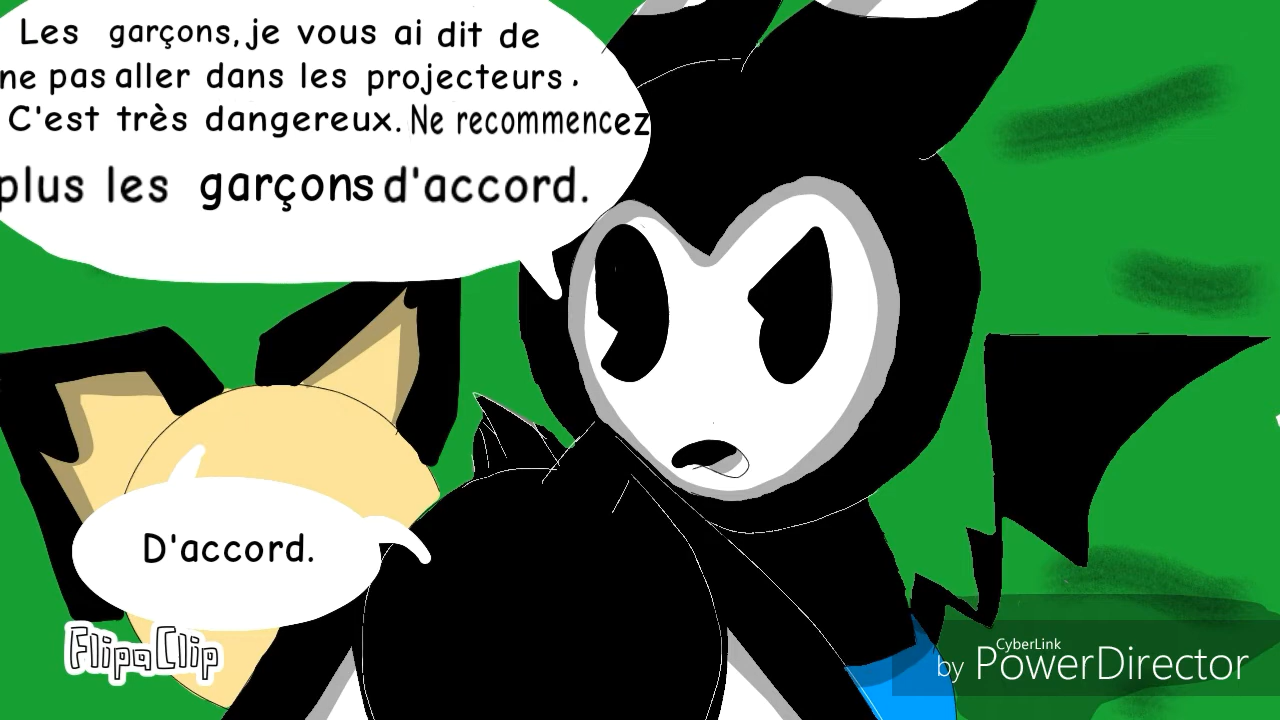 Les garçons, je vous ai dit de
ne pas aller dans les projecteurs.
C'est très dangereux. Ne recommencez
plus les garçons d'accord.
D'accord.
FlipaClip
CyberLink
by PowerDirector